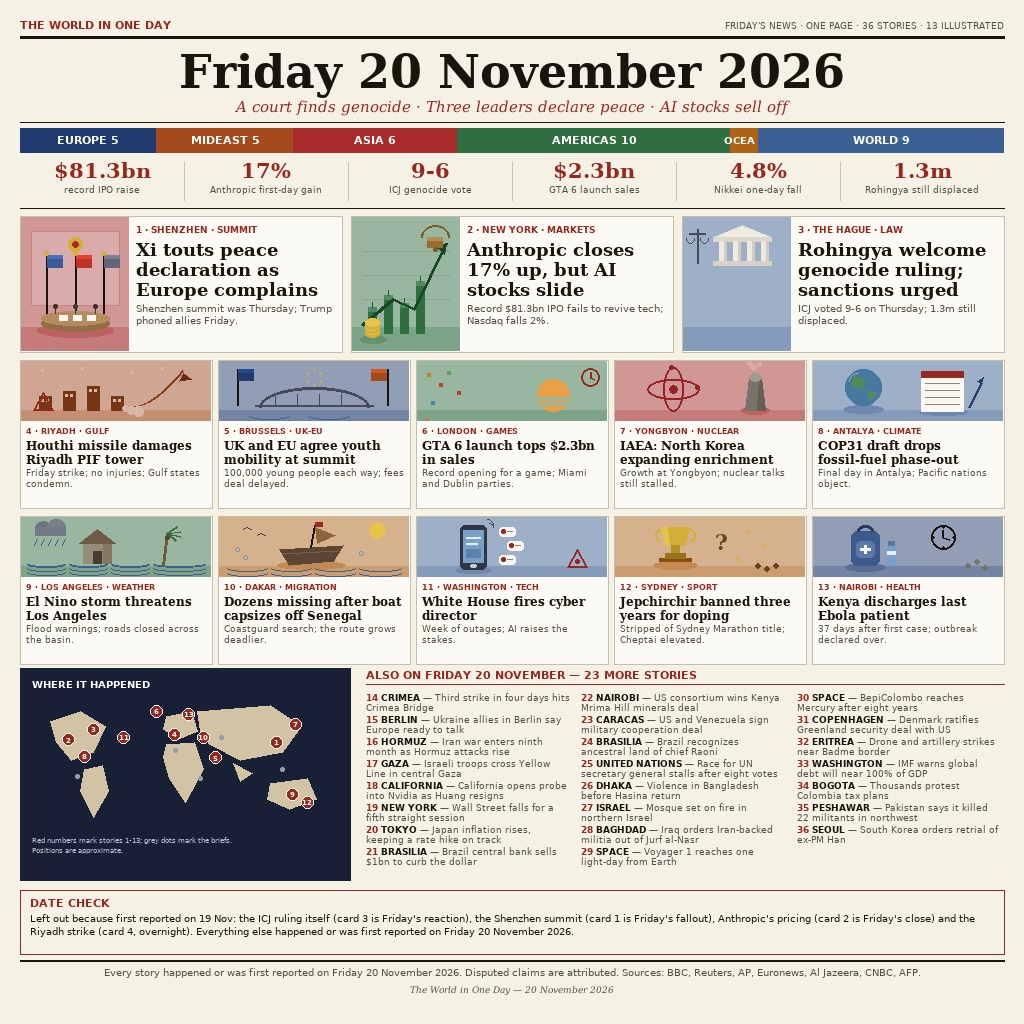 THE WORLD IN ONE DAY
FRIDAY'S NEWS · ONE PAGE · 36 STORIES · 13 ILLUSTRATED
Friday 20 November 2026
A court finds genocide · Three leaders declare peace · AI stocks sell off
EUROPE 5
MIDEAST 5
ASIA 6
AMERICAS 10
OCEA
WORLD 9
$81.3bn
record IPO raise
17%
Anthropic first-day gain
9-6
ICJ genocide vote
$2.3bn
GTA 6 launch sales
4.8%
Nikkei one-day fall
1.3m
Rohingya still displaced
1 · SHENZHEN · SUMMIT
Xi touts peace
declaration as
Europe complains
Shenzhen summit was Thursday; Trump
phoned allies Friday.
2 · NEW YORK · MARKETS
Anthropic closes
17% up, but AI
stocks slide
Record $81.3bn IPO fails to revive tech;
Nasdaq falls 2%.
3 · THE HAGUE · LAW
Rohingya welcome
genocide ruling;
sanctions urged
ICJ voted 9-6 on Thursday; 1.3m still
displaced.
4 · RIYADH · GULF
Houthi missile damages
Riyadh PIF tower
Friday strike; no injuries; Gulf states
condemn.
5 · BRUSSELS · UK-EU
UK and EU agree youth
mobility at summit
100,000 young people each way; fees
deal delayed.
6 · LONDON · GAMES
GTA 6 launch tops $2.3bn
in sales
Record opening for a game; Miami
and Dublin parties.
7 · YONGBYON · NUCLEAR
IAEA: North Korea
expanding enrichment
Growth at Yongbyon; nuclear talks
still stalled.
8 · ANTALYA · CLIMATE
COP31 draft drops
fossil-fuel phase-out
Final day in Antalya; Pacific nations
object.
9 · LOS ANGELES · WEATHER
El Nino storm threatens
Los Angeles
Flood warnings; roads closed across
the basin.
10 · DAKAR · MIGRATION
Dozens missing after boat
capsizes off Senegal
Coastguard search; the route grows
deadlier.
11 · WASHINGTON · TECH
White House fires cyber
director
Week of outages; AI raises the
stakes.
?
12 · SYDNEY · SPORT
Jepchirchir banned three
years for doping
Stripped of Sydney Marathon title;
Cheptai elevated.
13 · NAIROBI · HEALTH
Kenya discharges last
Ebola patient
37 days after first case; outbreak
declared over.
WHERE IT HAPPENED
6
13
3
7
2
11
4
10
1
8
5
9
12
Red numbers mark stories 1-13; grey dots mark the briefs.
Positions are approximate.
ALSO ON FRIDAY 20 NOVEMBER — 23 MORE STORIES
14 CRIMEA — Third strike in four days hits
Crimea Bridge
15 BERLIN — Ukraine allies in Berlin say
Europe ready to talk
16 HORMUZ — Iran war enters ninth
month as Hormuz attacks rise
17 GAZA — Israeli troops cross Yellow
Line in central Gaza
18 CALIFORNIA — California opens probe
into Nvidia as Huang resigns
19 NEW YORK — Wall Street falls for a
fifth straight session
20 TOKYO — Japan inflation rises,
keeping a rate hike on track
21 BRASILIA — Brazil central bank sells
$1bn to curb the dollar
22 NAIROBI — US consortium wins Kenya
Mrima Hill minerals deal
23 CARACAS — US and Venezuela sign
military cooperation deal
24 BRASILIA — Brazil recognizes
ancestral land of chief Raoni
25 UNITED NATIONS — Race for UN
secretary general stalls after eight votes
26 DHAKA — Violence in Bangladesh
before Hasina return
27 ISRAEL — Mosque set on fire in
northern Israel
28 BAGHDAD — Iraq orders Iran-backed
militia out of Jurf al-Nasr
29 SPACE — Voyager 1 reaches one
light-day from Earth
30 SPACE — BepiColombo reaches
Mercury after eight years
31 COPENHAGEN — Denmark ratifies
Greenland security deal with US
32 ERITREA — Drone and artillery strikes
near Badme border
33 WASHINGTON — IMF warns global
debt will near 100% of GDP
34 BOGOTA — Thousands protest
Colombia tax plans
35 PESHAWAR — Pakistan says it killed
22 militants in northwest
36 SEOUL — South Korea orders retrial of
ex-PM Han
DATE CHECK
Left out because first reported on 19 Nov: the ICJ ruling itself (card 3 is Friday's reaction), the Shenzhen summit (card 1 is Friday's fallout), Anthropic's pricing (card 2 is Friday's close) and the
Riyadh strike (card 4, overnight). Everything else happened or was first reported on Friday 20 November 2026.
Every story happened or was first reported on Friday 20 November 2026. Disputed claims are attributed. Sources: BBC, Reuters, AP, Euronews, Al Jazeera, CNBC, AFP.
The World in One Day — 20 November 2026